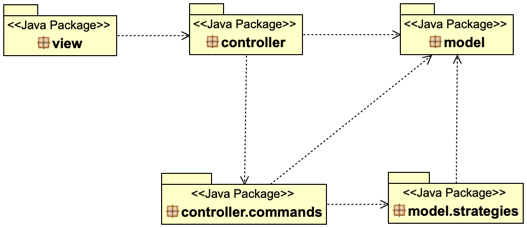 <<Java Package>>
view
<<Java Package>>
controller
<<Java Package>>
model
<<Java Package>>
controller.commands
<<Java Package>>
model.strategies